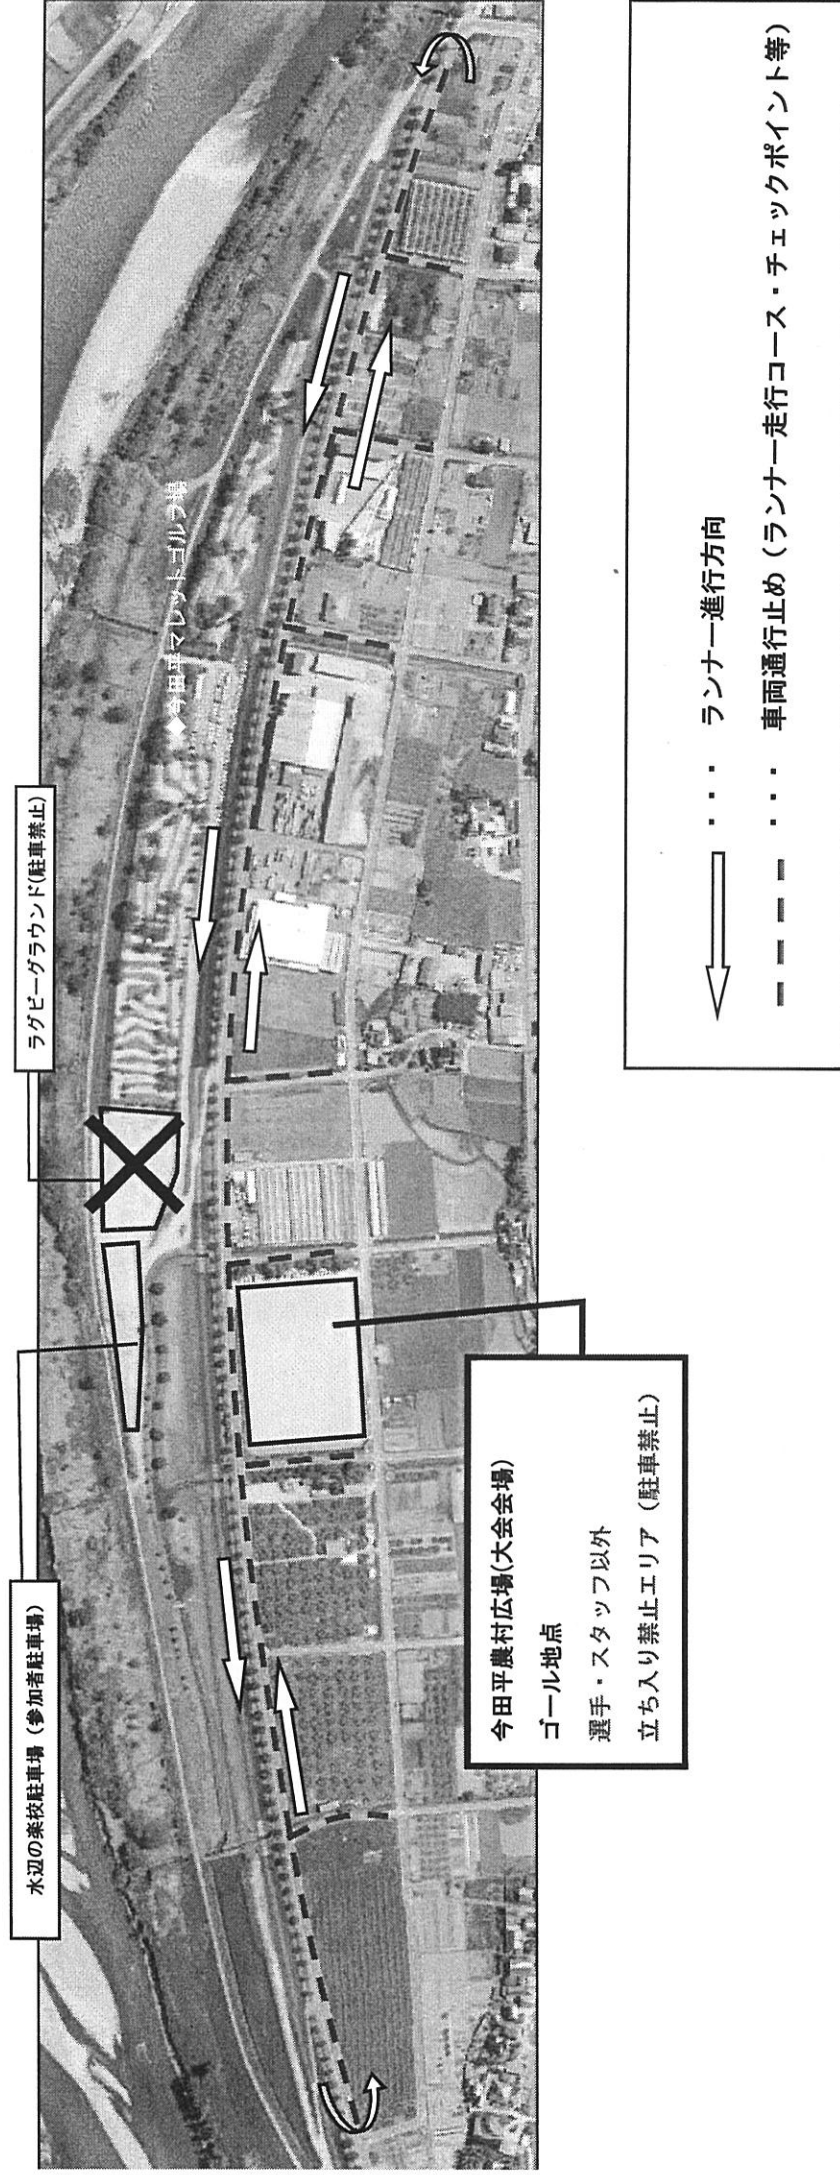 水辺の楽校駐車場（参加者駐車場）
ラグビーグラウンド(駐車禁止)
◆今田平マレットゴルフ場
今田平農村広場(大会会場)
ゴール地点
選手・スタッフ以外
立ち入り禁止エリア（駐車禁止）
・・・ ランナー進行方向
・・・ 車両通行止め（ランナー走行コース・チェックポイント等）